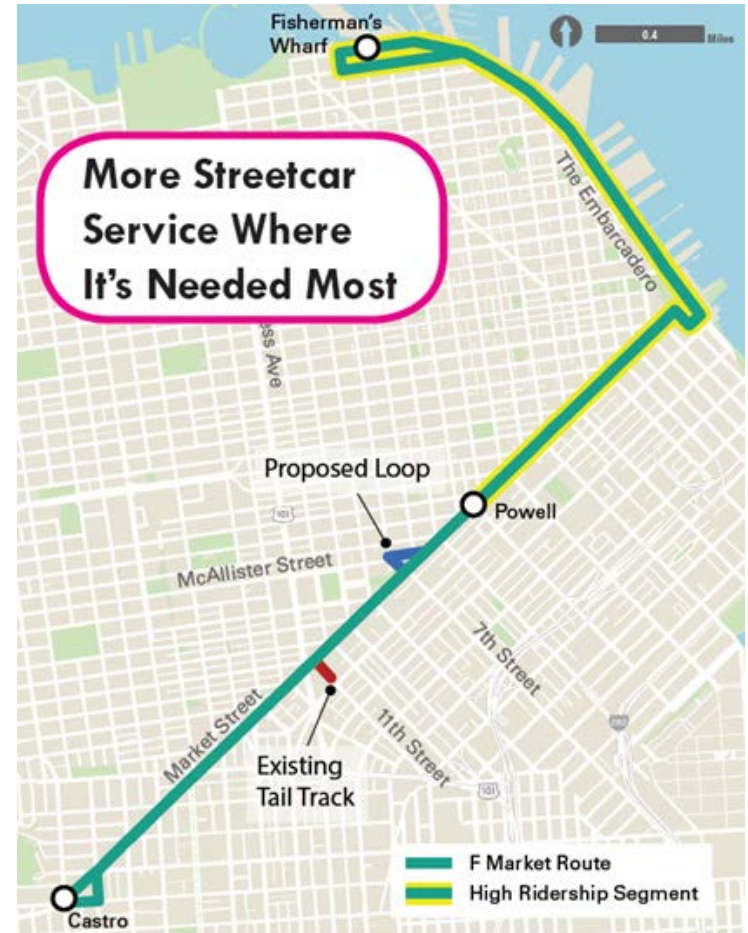 Fisherman's
Wharf
0.4
Miles
More Streetcar
Service Where
It's Needed Most
The Embarcadero
ess Ave
Proposed Loop
Powell
101
McAllister Street
7th Street
Market Street
11th Street
Existing
Tail Track
101
F Market Route
High Ridership Segment
Castro